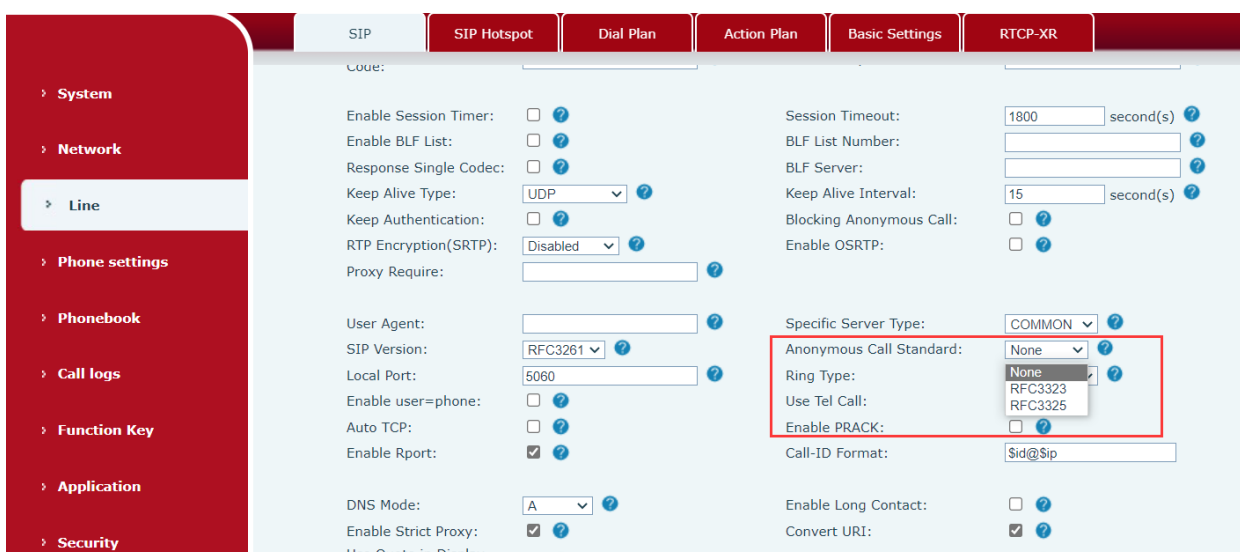 SIP SIP Hotspot Dial Plan Action Plan Basic Settings RTCP-XR
System
Network
Line
Phone settings
Phonebook
Call logs
Function Key
Application
Security
Code:
Enable Session Timer: Session Timeout: 1800 second(s)
Enable BLF List: BLF List Number:
Response Single Codec: BLF Server:
Keep Alive Type: UDP Keep Alive Interval: 15 second(s)
Keep Authentication: Blocking Anonymous Call:
RTP Encryption(SRTP): Disabled Enable OSRTP:
Proxy Require:
User Agent: Specific Server Type: COMMON
SIP Version: RFC3261 Anonymous Call Standard: None
Local Port: 5060 Ring Type: None
RFC3323
Enable user=phone: Use Tel Call: RFC3325
Auto TCP: Enable PRACK:
Enable Rport: Call-ID Format: $id@$ip
DNS Mode: A Enable Long Contact:
Enable Strict Proxy: Convert URI: